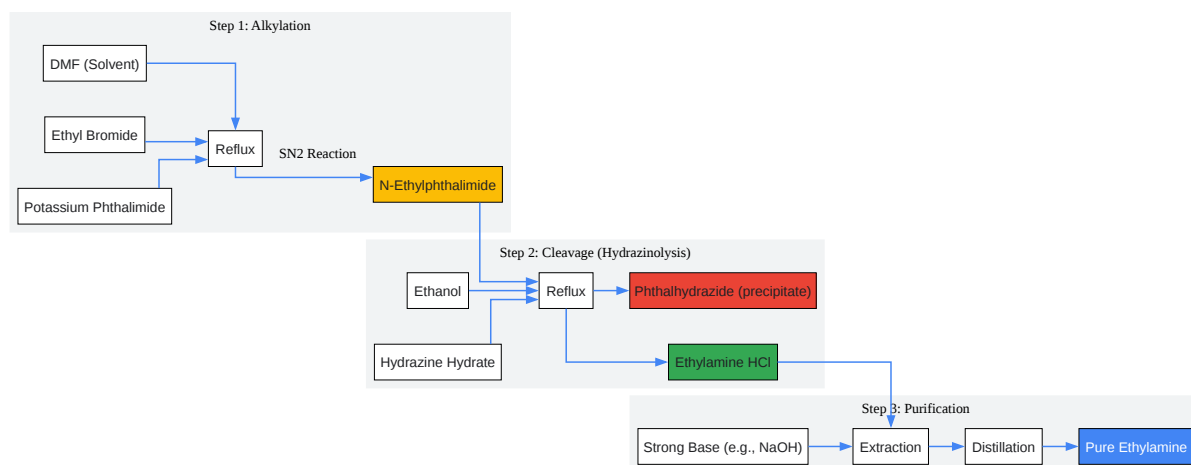 Step 1: Alkylation
DMF (Solvent)
Ethyl Bromide
Reflux
SN2 Reaction
Potassium Phthalimide
N-Ethylphthalimide
Step 2: Cleavage (Hydrazinolysis)
Ethanol
Reflux
Phthalhydrazide (precipitate)
Hydrazine Hydrate
Ethylamine HCl
Step 3: Purification
Strong Base (e.g., NaOH)
Extraction
Distillation
Pure Ethylamine